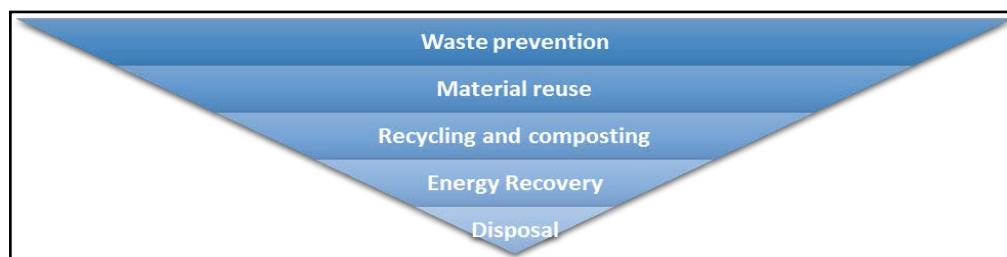 Waste prevention
Material reuse
Recycling and composting
Energy Recovery
Disposal